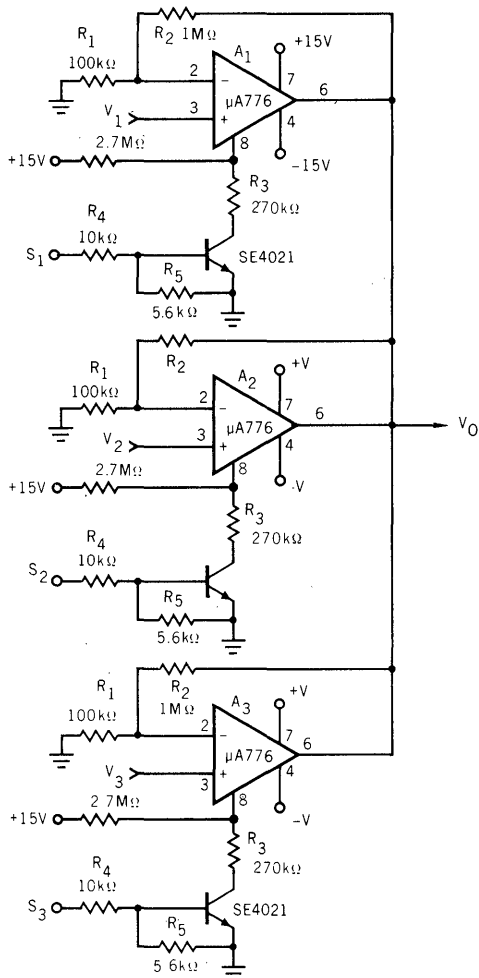 R2 1MΩ
R1
100kΩ
A1
+15V
2
−
7
6
μA776
V1
3
+
4
2.7MΩ
8
+15V
-15V
R3
270kΩ
R4
10kΩ
S1
SE4021
R5
5.6kΩ
R2
R1
100kΩ
A2
+V
2
−
7
6
μA776
V0
V2
3
+
4
2.7MΩ
8
+15V
-V
R3
270kΩ
R4
10kΩ
S2
R5
5.6kΩ
R2
1MΩ
R1
100kΩ
A3
+V
2
−
7
6
μA776
V3
3
+
4
2 7MΩ
8
+15V
-V
R3
270kΩ
R4
10kΩ
S3
SE4021
R5
5 6kΩ